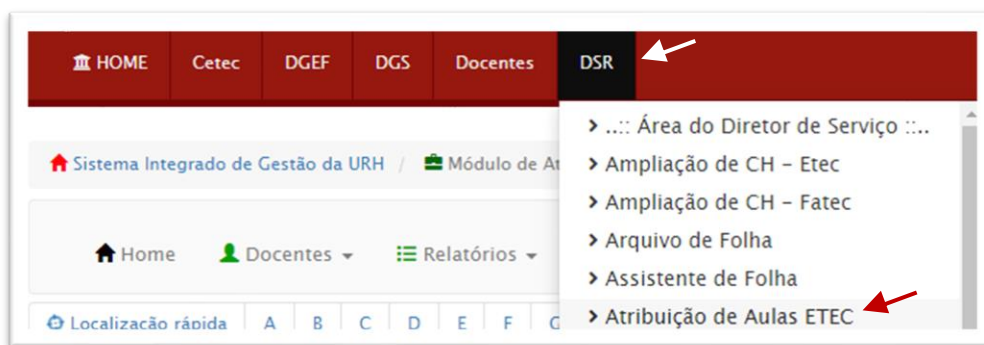 HOME Cetec DGEF DGS Docentes DSR
> ..:: Área do Diretor de Serviço ::..
Sistema Integrado de Gestão da URH / Módulo de At
> Ampliação de CH – Etec
> Ampliação de CH – Fatec
> Arquivo de Folha
Home Docentes Relatórios
> Assistente de Folha
Localização rápida A B C D E F G
> Atribuição de Aulas ETEC